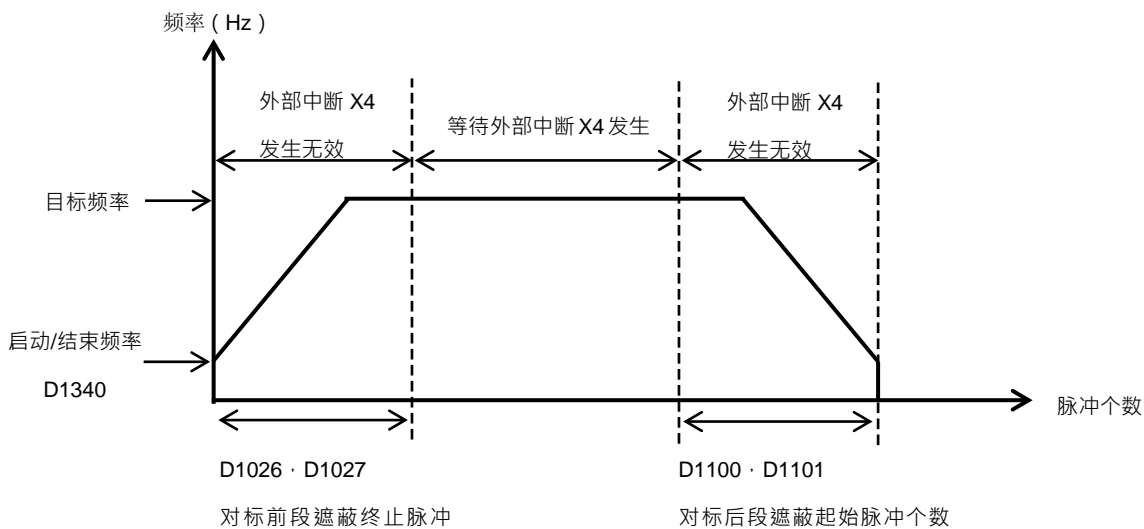 频率 ( Hz )
外部中断 X4
发生无效
等待外部中断 X4 发生
外部中断 X4
发生无效
目标频率
启动/结束频率
D1340
脉冲个数
D1026，D1027
对标前段遮蔽终止脉冲
D1100，D1101
对标后段遮蔽起始脉冲个数